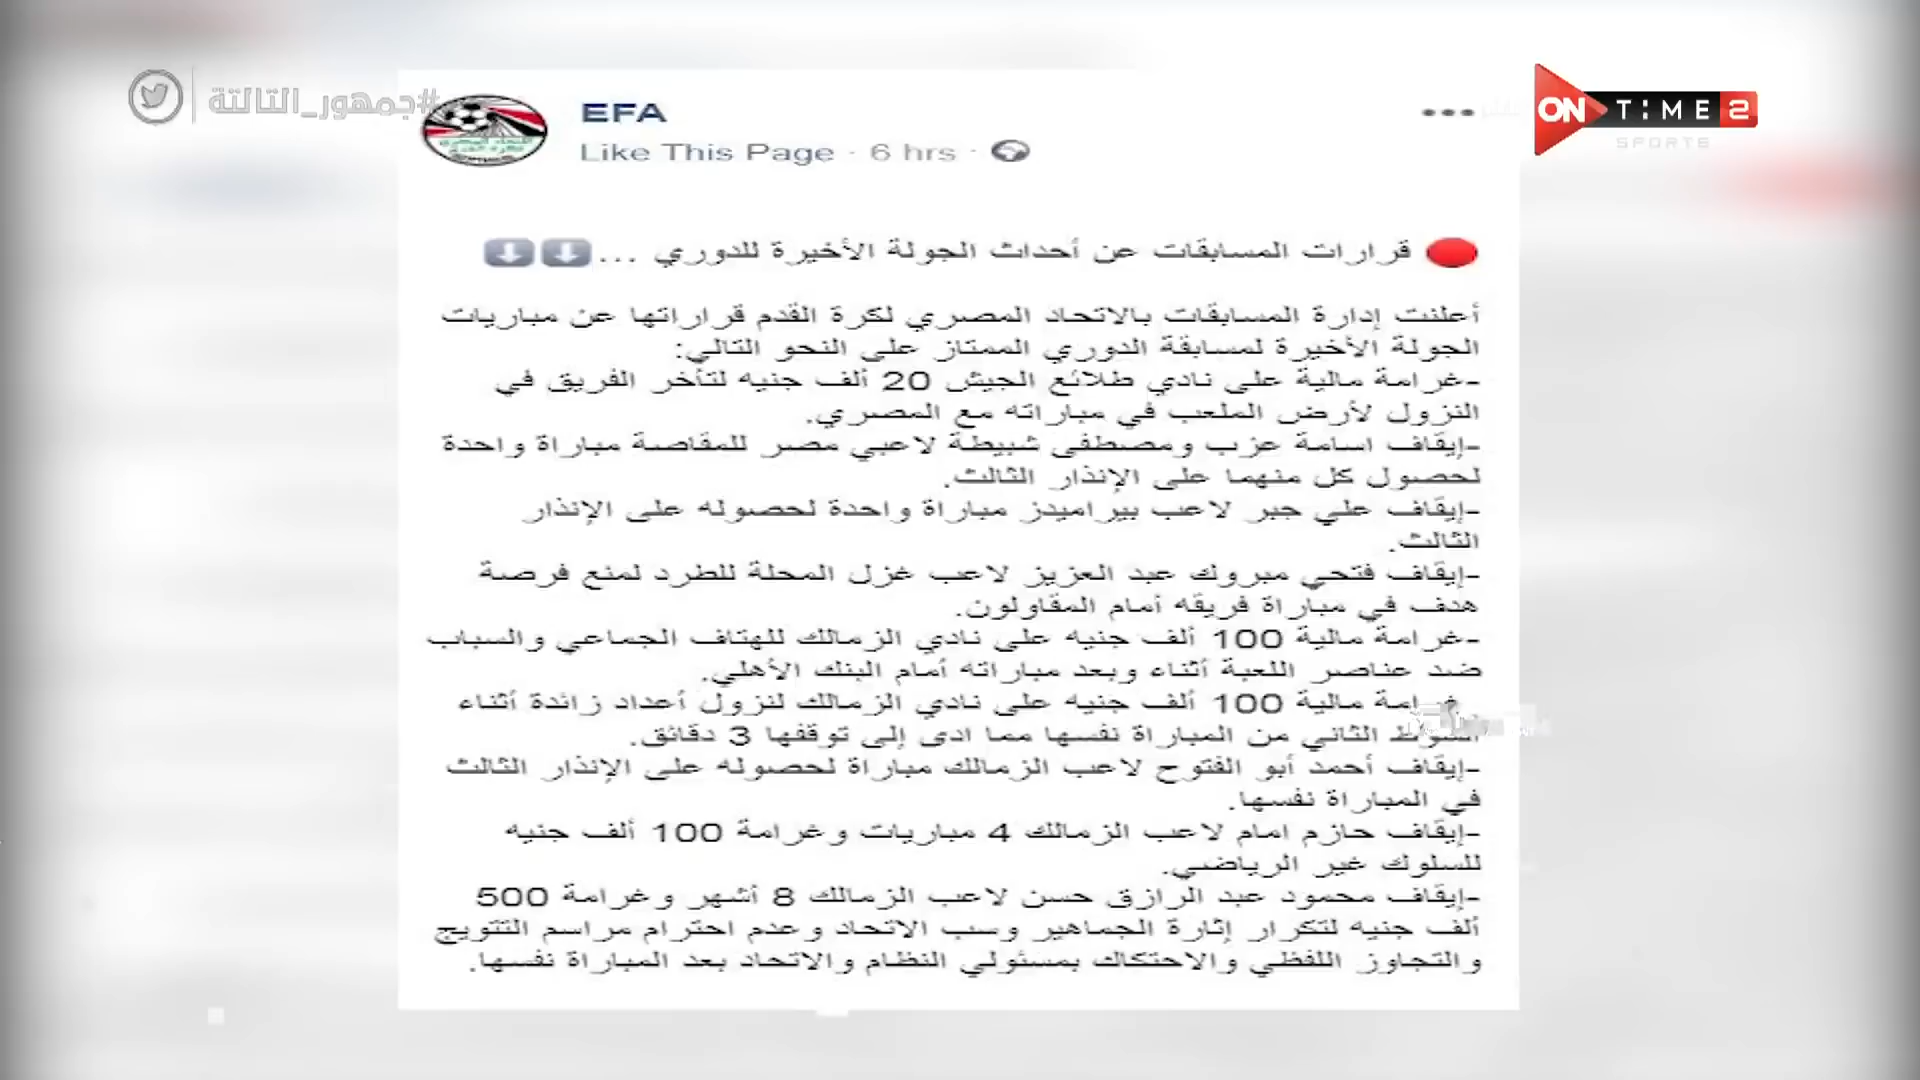 #جمهور_التالتة
ON TIME 2
SPORTS
EFA
Like This Page · 6 hrs ·
قرارات المسابقات عن أحداث الجولة الأخيرة للدوري ...
أعلنت إدارة المسابقات بالاتحاد المصري لكرة القدم قراراتها عن مباريات
الجولة الأخيرة لمسابقة الدوري الممتاز على النحو التالي:
-غرامة مالية على نادي طلائع الجيش 20 ألف جنيه لتأخر الفريق في
النزول لأرض الملعب في مباراته مع المصري.
-إيقاف اسامة عزب ومصطفى شبيطة لاعبي مصر للمقاصة مباراة واحدة
لحصول كل منهما على الإنذار الثالث.
-إيقاف علي جبر لاعب بيراميدز مباراة واحدة لحصوله على الإنذار
الثالث.
-إيقاف فتحي مبروك عبد العزيز لاعب غزل المحلة للطرد لمنع فرصة
هدف في مباراة فريقه أمام المقاولون.
-غرامة مالية 100 ألف جنيه على نادي الزمالك للهتاف الجماعي والسباب
ضد عناصر اللعبة أثناء وبعد مباراته أمام البنك الأهلي.
غرامة مالية 100 ألف جنيه على نادي الزمالك لنزول أعداد زائدة أثناء
الشوط الثاني من المباراة نفسها مما ادى إلى توقفها 3 دقائق.
-إيقاف أحمد أبو الفتوح لاعب الزمالك مباراة لحصوله على الإنذار الثالث
في المباراة نفسها.
-إيقاف حازم امام لاعب الزمالك 4 مباريات وغرامة 100 ألف جنيه
للسلوك غير الرياضي.
-إيقاف محمود عبد الرازق حسن لاعب الزمالك 8 أشهر وغرامة 500
ألف جنيه لتكرار إثارة الجماهير وسب الاتحاد وعدم احترام مراسم التتويج
والتجاوز اللفظي والاحتكاك بمسئولي النظام والاتحاد بعد المباراة نفسها.